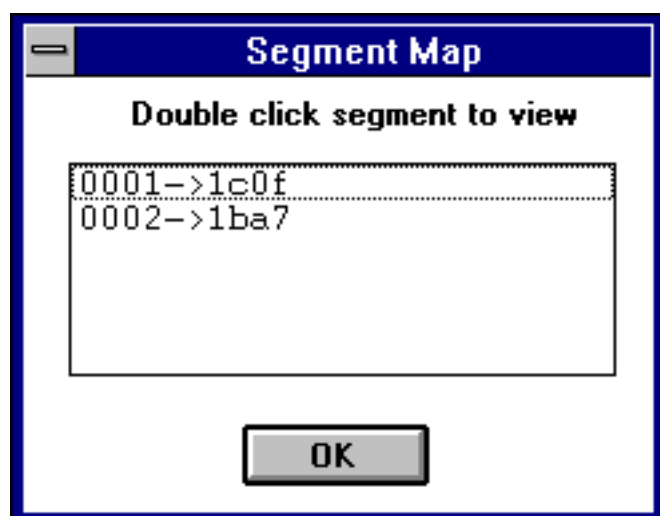 Segment Map
Double click segment to view
0001->1c0f
0002->1ba7
OK